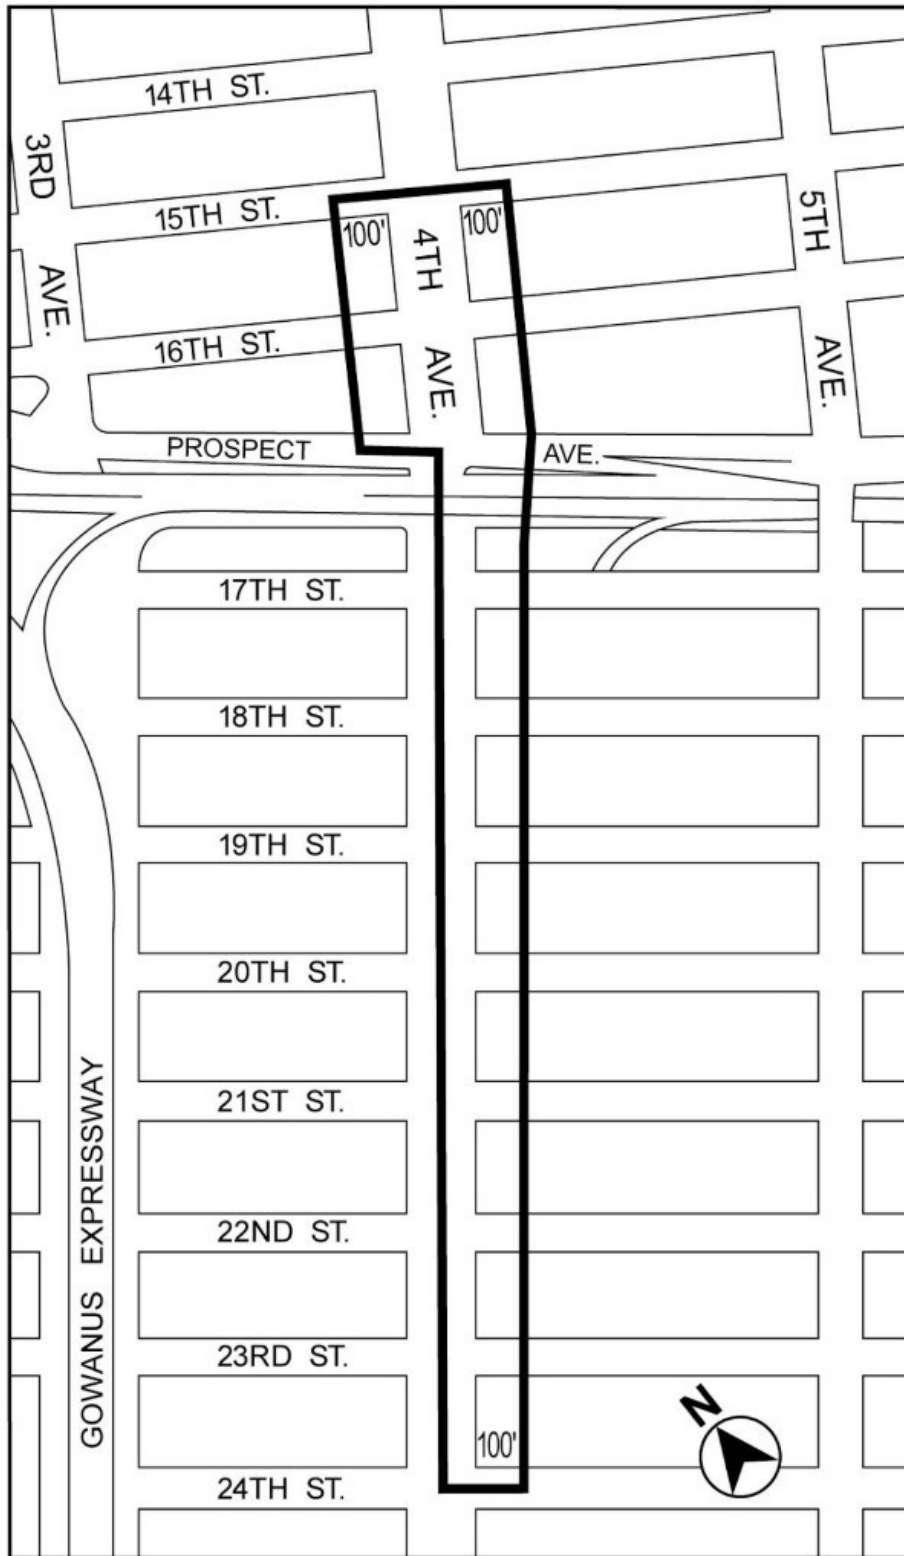 14TH ST.
3RD
AVE.
15TH ST.
100'
4TH
AVE.
100'
5TH
AVE.
16TH ST.
PROSPECT
AVE.
17TH ST.
18TH ST.
19TH ST.
20TH ST.
21ST ST.
GOWANUS EXPRESSWAY
22ND ST.
23RD ST.
N
100'
24TH ST.